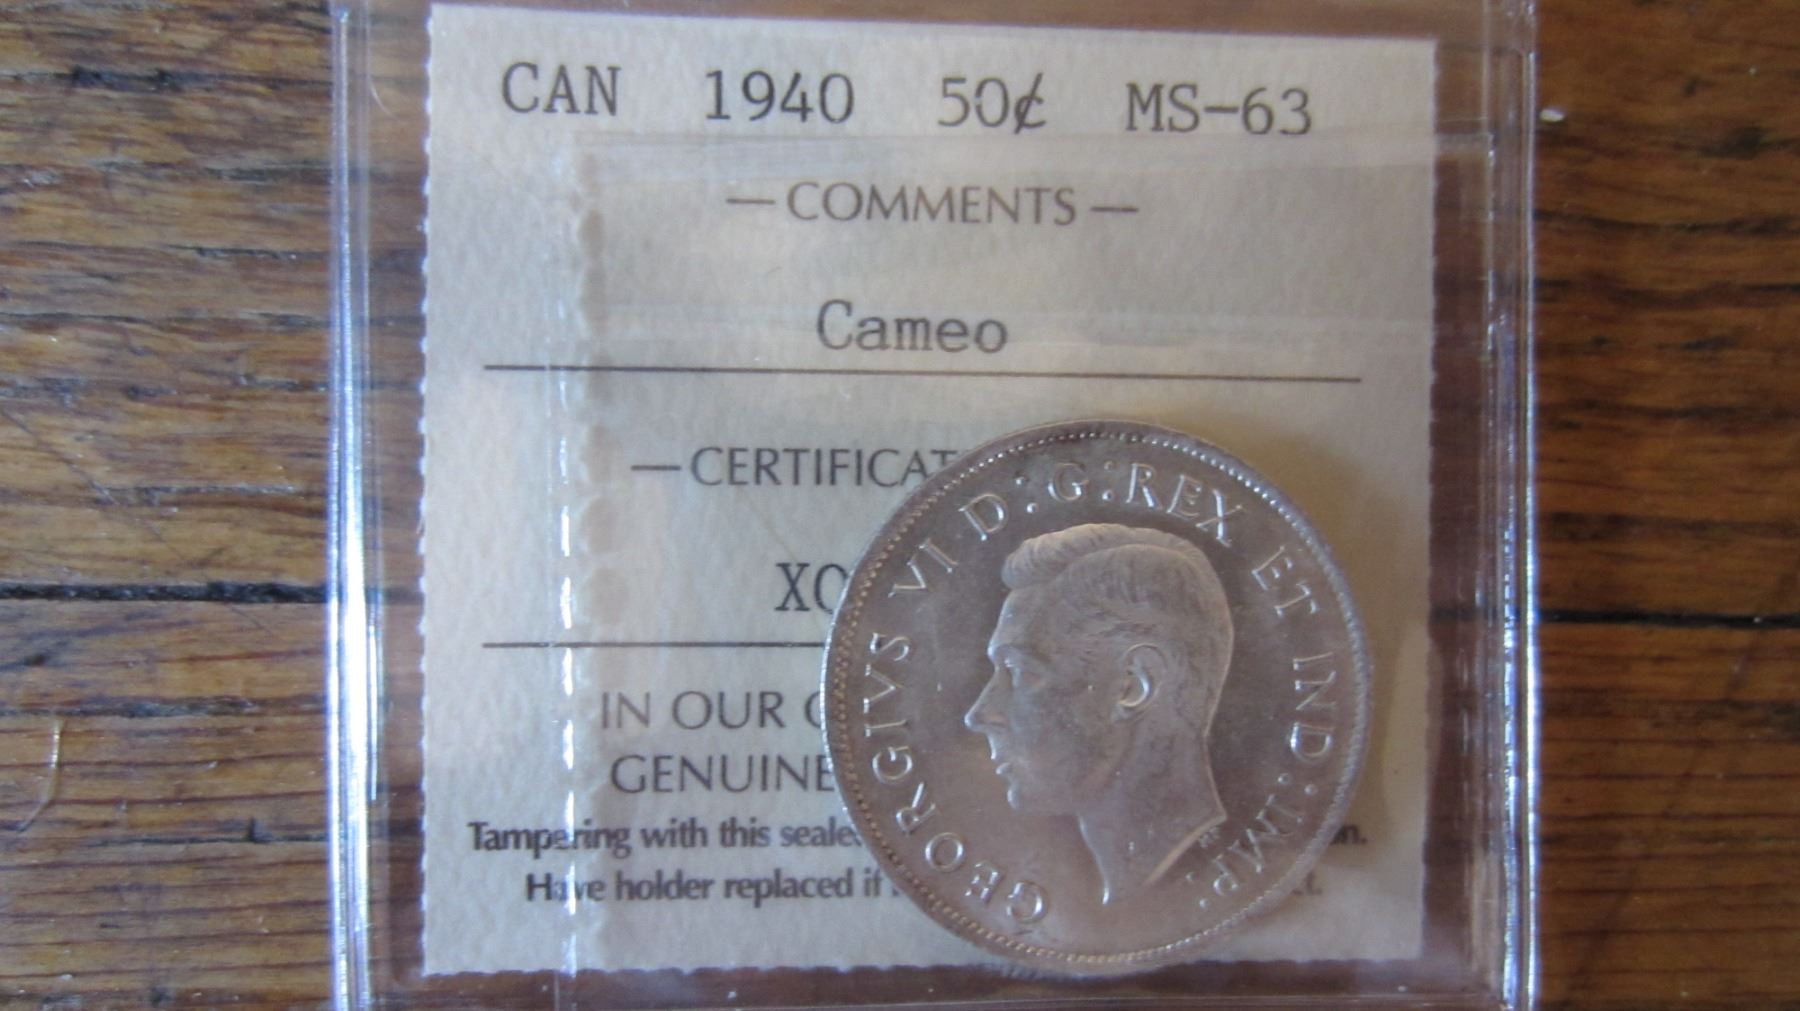 CAN 1940 50¢ MS-63
— COMMENTS —
Cameo
— CERTIFICAT
XC
IN OUR
GENUINE
Tampering with this seale
Have holder replaced if
GEORGIVS VI D:G:REX ET IND:IMP: